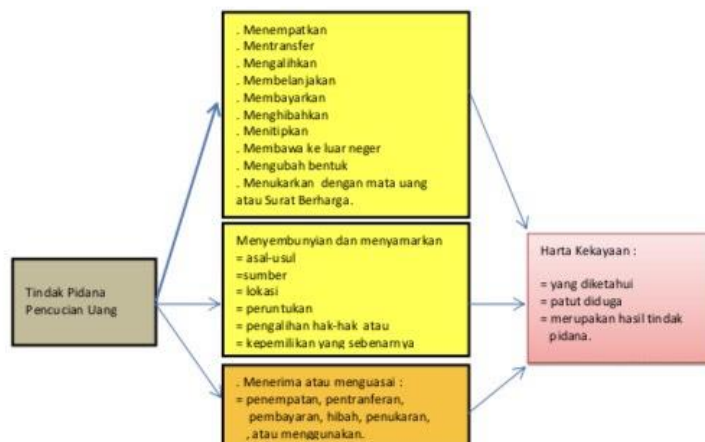 . Menempatkan
. Mentransfer
. Mengalihkan
. Membelanjakan
. Membayarkan
. Menghibahkan
. Menitipkan
. Membawa ke luar neger
. Mengubah bentuk
. Menukarkan dengan mata uang
atau Surat Berharga.
Tindak Pidana
Pencucian Uang
Menyembunyian dan menyamarkan
= asal-usul
=sumber
= lokasi
= peruntukan
= pengalihan hak-hak atau
= kepemilikan yang sebenarnya
. Menerima atau menguasai :
= penempatan, pentranferan,
pembayaran, hibah, penukaran,
, atau menggunakan.
Harta Kekayaan :
= yang diketahui
= patut diduga
= merupakan hasil tindak
pidana.